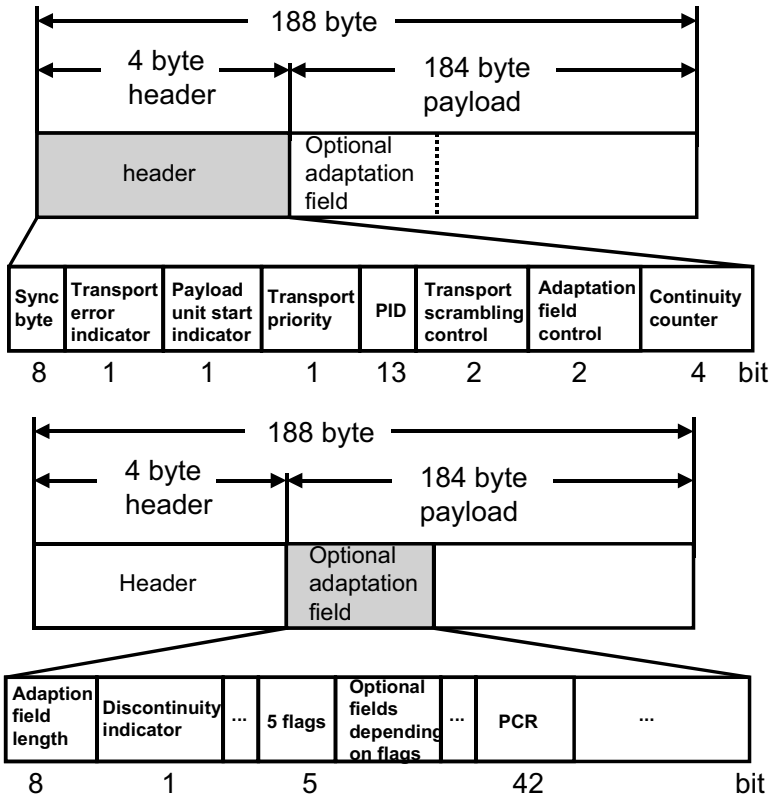 188 byte
4 byte
header
184 byte
payload
header
Optional
adaptation
field
Sync
byte
Transport
error
indicator
Payload
unit start
indicator
Transport
priority
PID
Transport
scrambling
control
Adaptation
field
control
Continuity
counter
8 1 1 1 13 2 2 4 bit
188 byte
4 byte
header
184 byte
payload
Header
Optional
adaptation
field
Adaption
field
length
Discontinuity
indicator
...
5 flags
Optional
fields
depending
on flags
...
PCR
...
8 1 5 42 bit